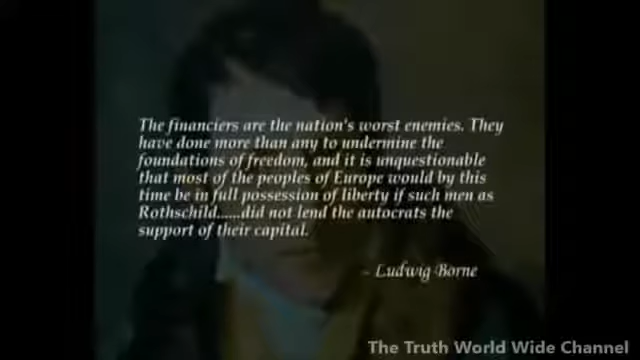 The financiers are the nation's worst enemies. They
have done more than any to undermine the
foundations of freedom, and it is unquestionable
that most of the peoples of Europe would by this
time be in full possession of liberty if such men as
Rothschild......did not lend the autocrats the
support of their capital.
- Ludwig Borne
The Truth World Wide Channel